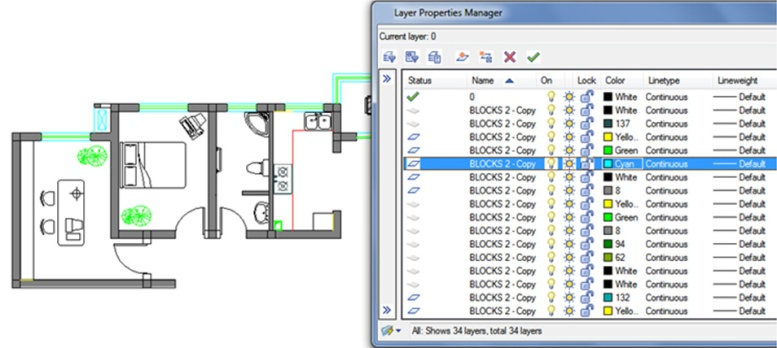 Layer Properties Manager
Current layer: 0
Status Name On Lock Color Linetype Lineweight
0 White Continuous Default
BLOCKS 2 - Copy White Continuous Default
BLOCKS 2 - Copy 137 Continuous Default
BLOCKS 2 - Copy Yello.. Continuous Default
BLOCKS 2 - Copy Green Continuous Default
BLOCKS 2 - Copy Cyan Continuous Default
BLOCKS 2 - Copy White Continuous Default
BLOCKS 2 - Copy 8 Continuous Default
BLOCKS 2 - Copy Yello.. Continuous Default
BLOCKS 2 - Copy Green Continuous Default
BLOCKS 2 - Copy 8 Continuous Default
BLOCKS 2 - Copy 94 Continuous Default
BLOCKS 2 - Copy 62 Continuous Default
BLOCKS 2 - Copy White Continuous Default
BLOCKS 2 - Copy White Continuous Default
BLOCKS 2 - Copy 132 Continuous Default
BLOCKS 2 - Copy Yello.. Continuous Default
All: Shows 34 layers, total 34 layers